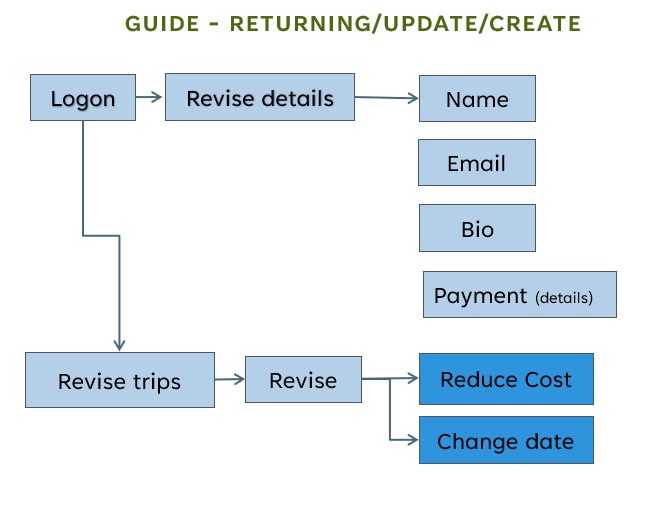 GUIDE - RETURNING/UPDATE/CREATE
Logon
Revise details
Name
Email
Bio
Payment (details)
Revise trips
Revise
Reduce Cost
Change date